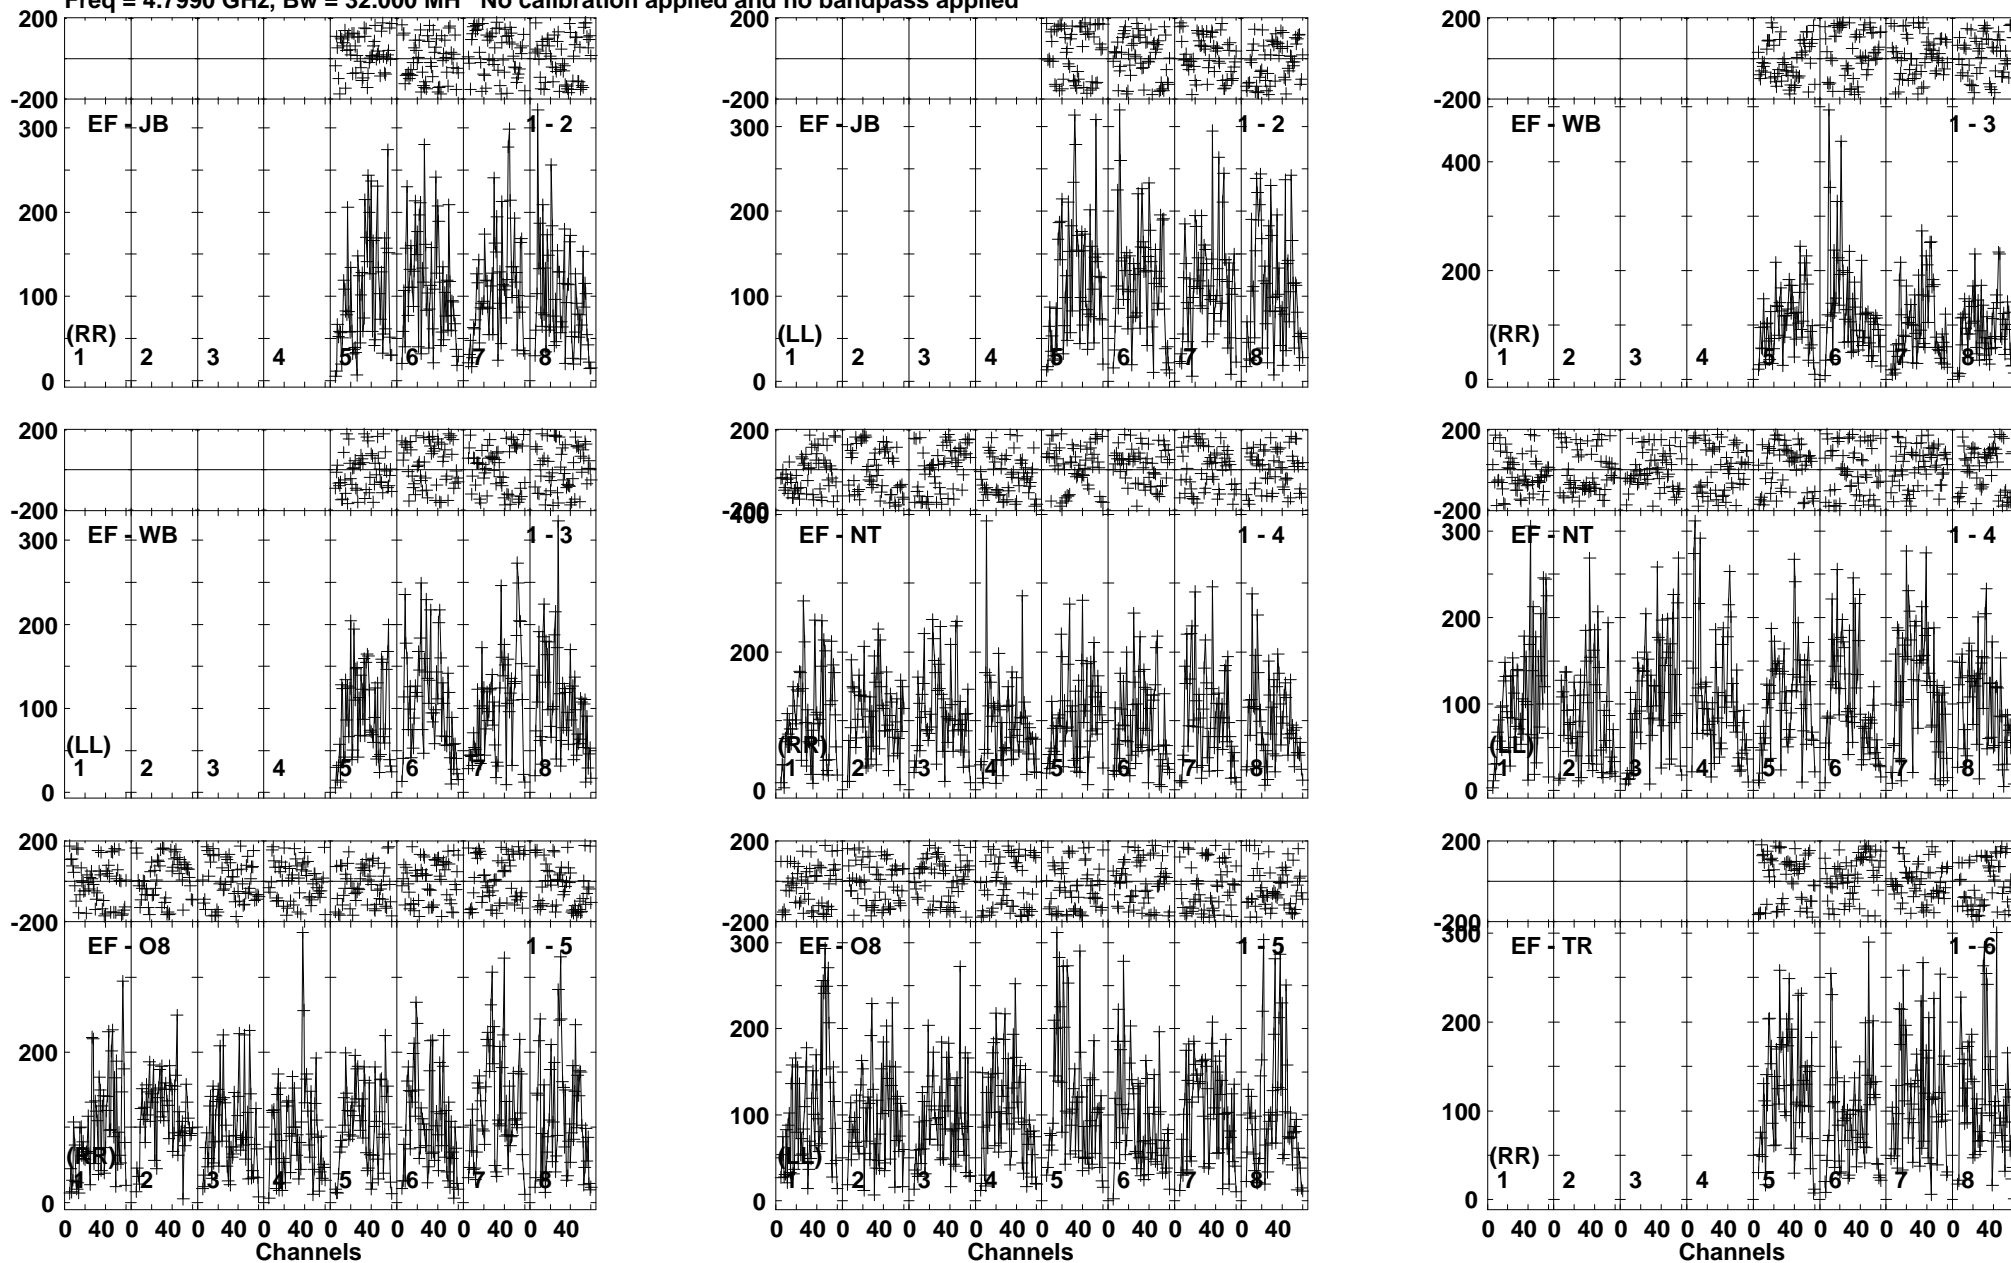 Freq = 4.7990 GHz, Bw = 32.000 MH No calibration applied and no bandpass applied
200 200 200
-200 -200 -200
EF - JB 1 - 2 EF - JB 1 - 2 EF - WB 1 - 3
300 300 400
200 200 200
100 100
(RR) (LL) (RR)
1 2 3 4 5 6 7 8 1 2 3 4 5 6 7 8 1 2 3 4 5 6 7 8
0 0 0
200 200 200
-200 -200 -200
400
EF - WB 1 - 3 EF - NT 1 - 4 EF - NT 1 - 4
300 200 300
200 200
100 100
(LL) (RR) (LL)
1 2 3 4 5 6 7 8 1 2 3 4 5 6 7 8 1 2 3 4 5 6 7 8
0 0 0
200 200 200
-200 -200 -200
300
EF - O8 1 - 5 EF - O8 1 - 5 EF - TR 1 - 6
200 300 200
200
100 100
(RR) (LL) (RR)
1 2 3 4 5 6 7 8 1 2 3 4 5 6 7 8 1 2 3 4 5 6 7 8
0 0 0
0 40 0 40 0 40 0 40 0 40 0 40 0 40 0 40 0 40 0 40 0 40 0 40 0 40 0 40 0 40 0 40 0 40 0 40 0 40 0 40 0 40 0 40 0 40 0 40
Channels Channels Channels